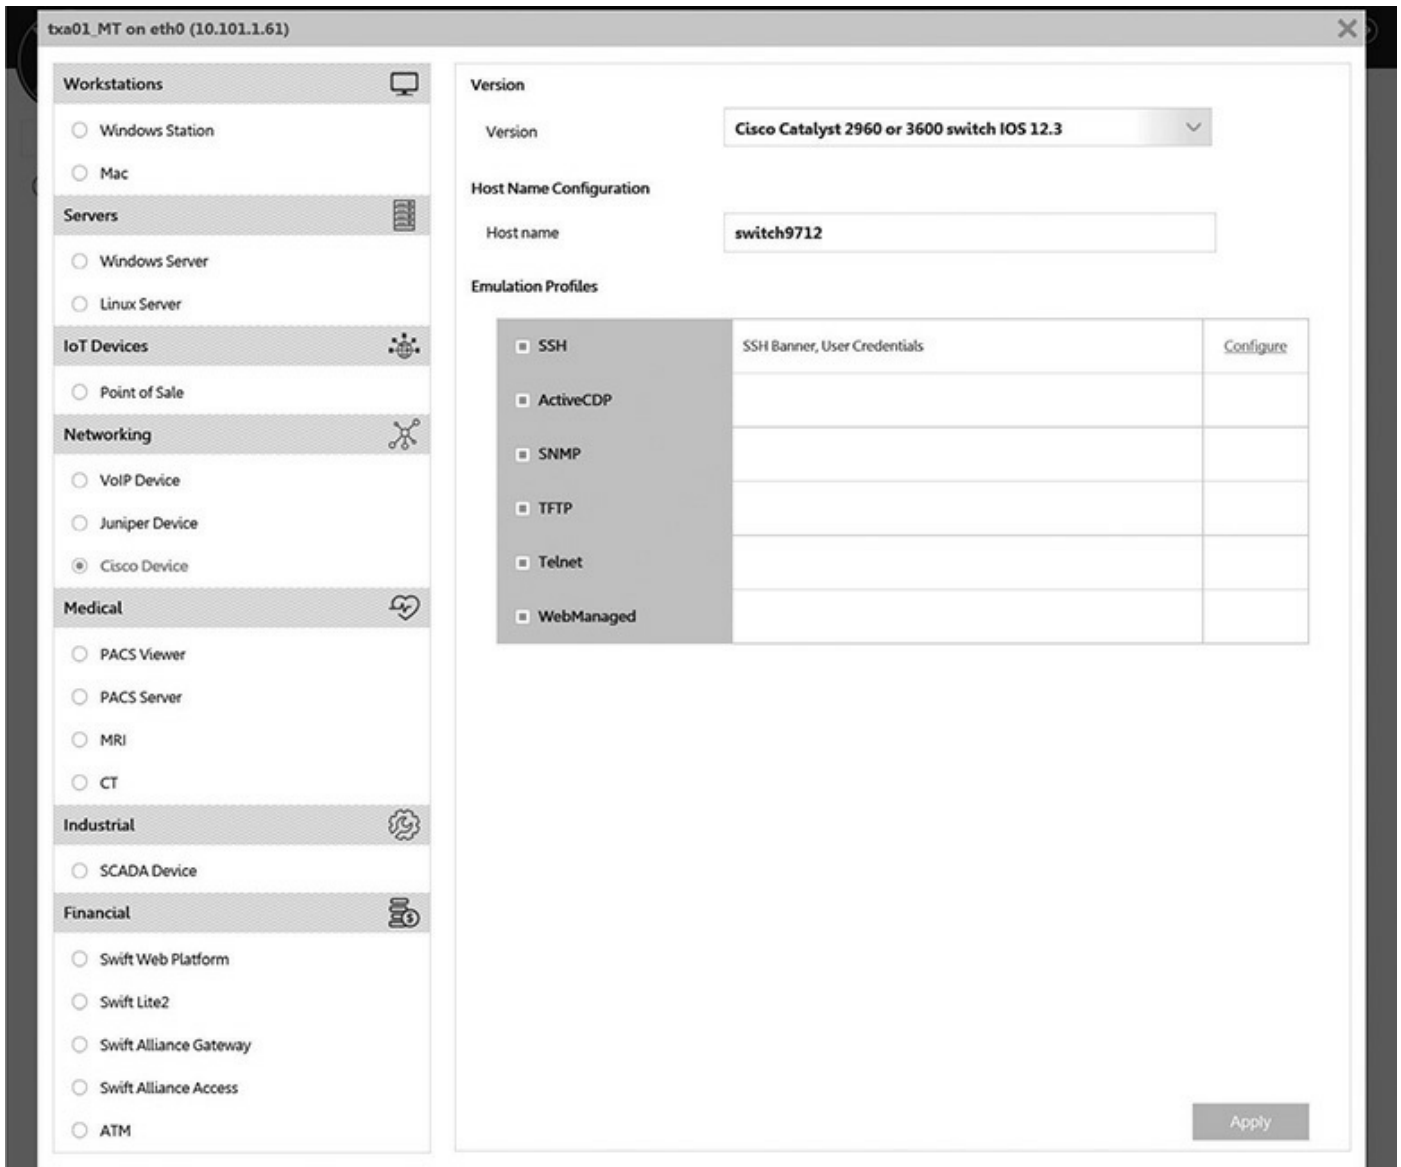 txa01_MT on eth0 (10.101.1.61)
Workstations
Windows Station
Mac
Servers
Windows Server
Linux Server
IoT Devices
Point of Sale
Networking
VoIP Device
Juniper Device
Cisco Device
Medical
PACS Viewer
PACS Server
MRI
CT
Industrial
SCADA Device
Financial
Swift Web Platform
Swift Lite2
Swift Alliance Gateway
Swift Alliance Access
ATM
Version
Version Cisco Catalyst 2960 or 3600 switch IOS 12.3
Host Name Configuration
Host name switch9712
Emulation Profiles
SSH SSH Banner, User Credentials Configure
ActiveCDP
SNMP
TFTP
Telnet
WebManaged
Apply